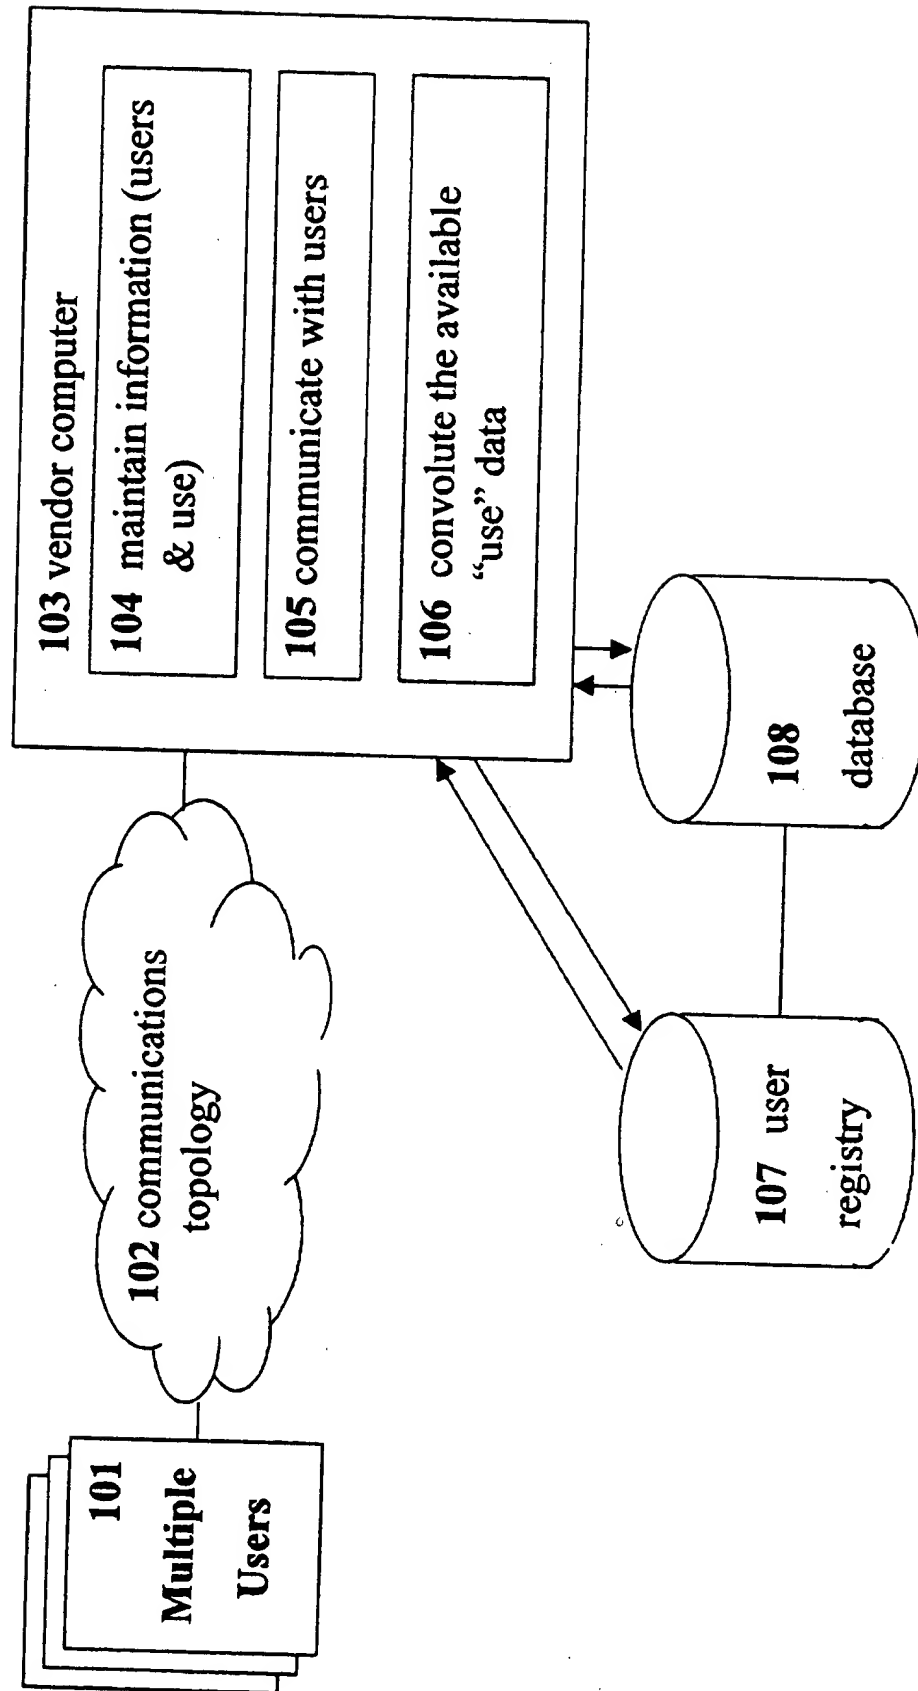 101
Multiple
Users
102 communications
topology
103 vendor computer
104 maintain information (users
& use)
105 communicate with users
106 convolute the available
“use” data
107 user
registry
108
database